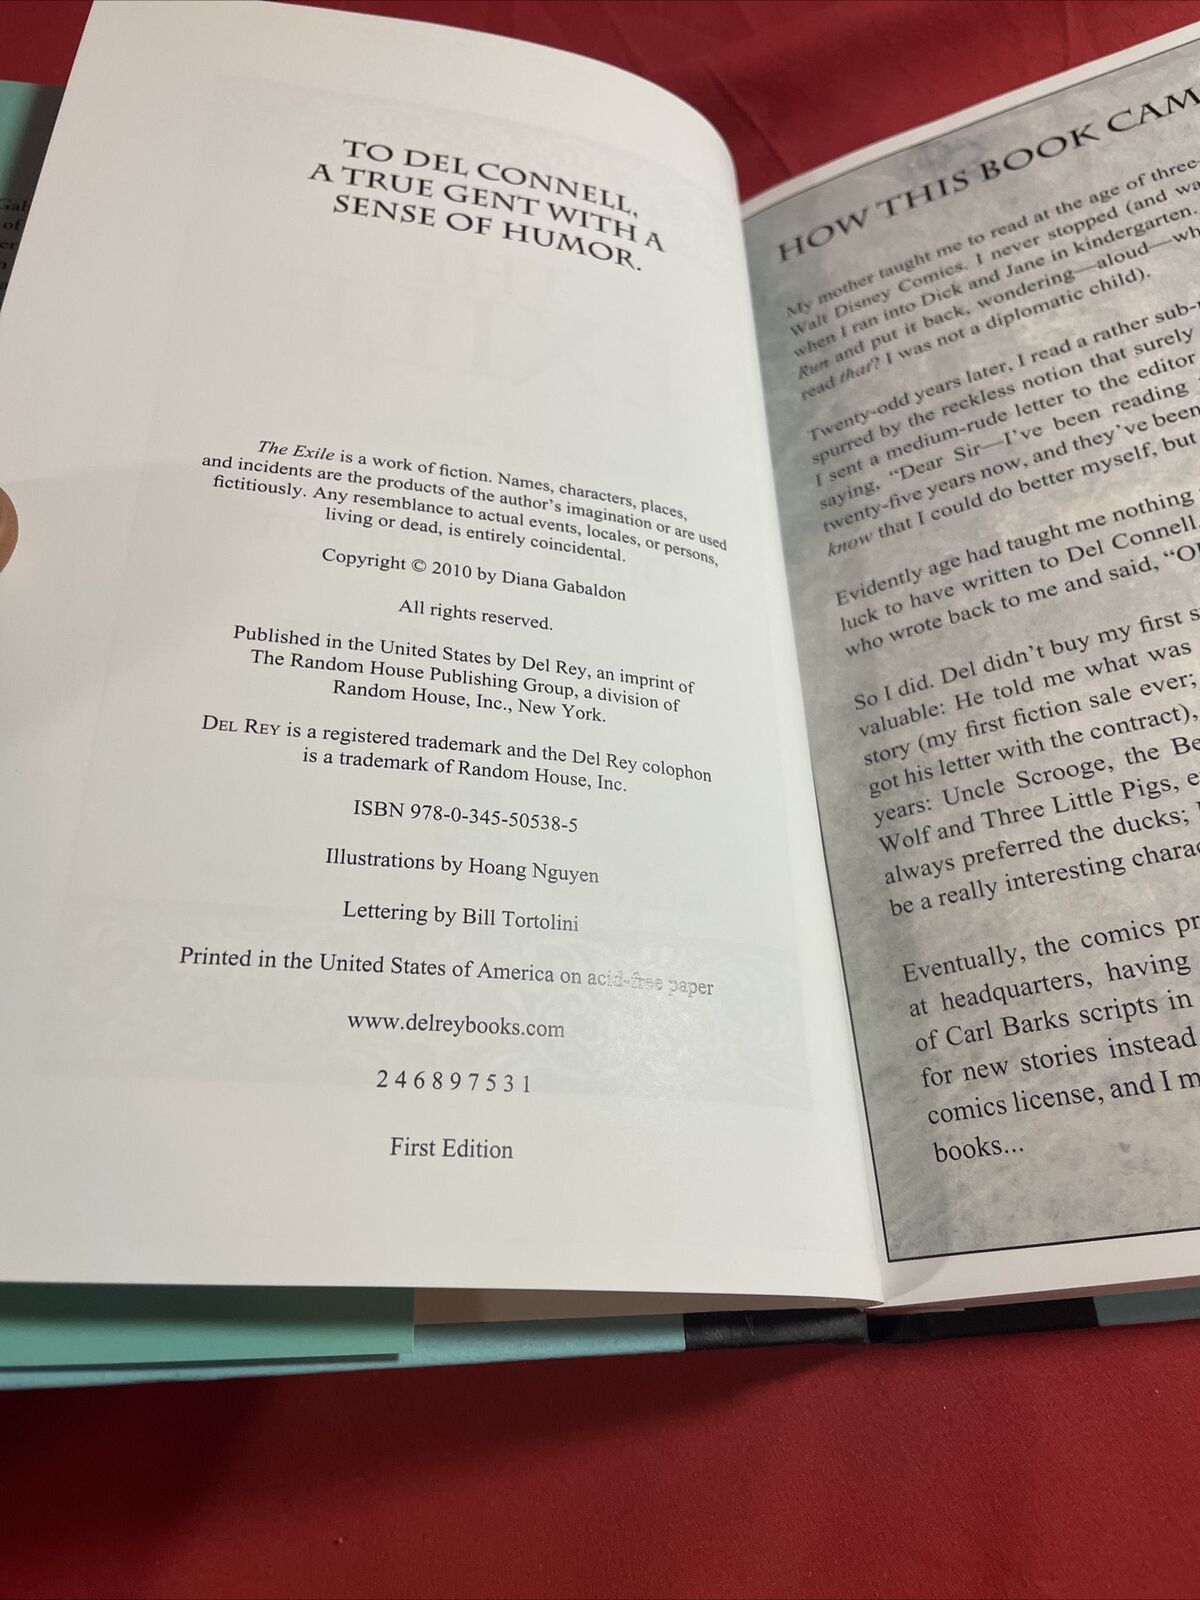 TO DEL CONNELL,
A TRUE GENT WITH A
SENSE OF HUMOR.
The Exile is a work of fiction. Names, characters, places,
and incidents are the products of the author's imagination or are used
fictitiously. Any resemblance to actual events, locales, or persons,
living or dead, is entirely coincidental.
Copyright © 2010 by Diana Gabaldon
All rights reserved.
Published in the United States by Del Rey, an imprint of
The Random House Publishing Group, a division of
Random House, Inc., New York.
DEL REY is a registered trademark and the Del Rey colophon
is a trademark of Random House, Inc.
ISBN 978-0-345-50538-5
Illustrations by Hoang Nguyen
Lettering by Bill Tortolini
Printed in the United States of America on acid-free paper
www.delreybooks.com
2 4 6 8 9 7 5 3 1
First Edition
HOW THIS BOOK CAM
My mother taught me to read at the age of three-
Walt Disney Comics. I never stopped (and wa
when I ran into Dick and Jane in kindergarten.
Run and put it back, wondering—aloud—wh
read that? I was not a diplomatic child).
Twenty-odd years later, I read a rather sub-
spurred by the reckless notion that surely
I sent a medium-rude letter to the editor
saying, “Dear Sir—I’ve been reading
twenty-five years now, and they’ve been
know that I could do better myself, but
Evidently age had taught me nothing
luck to have written to Del Connell,
who wrote back to me and said, “O
So I did. Del didn’t buy my first s
valuable: He told me what was
story (my first fiction sale ever;
got his letter with the contract),
years: Uncle Scrooge, the Be
Wolf and Three Little Pigs, e
always preferred the ducks;
be a really interesting charac
Eventually, the comics pr
at headquarters, having
of Carl Barks scripts in
for new stories instead
comics license, and I m
books...